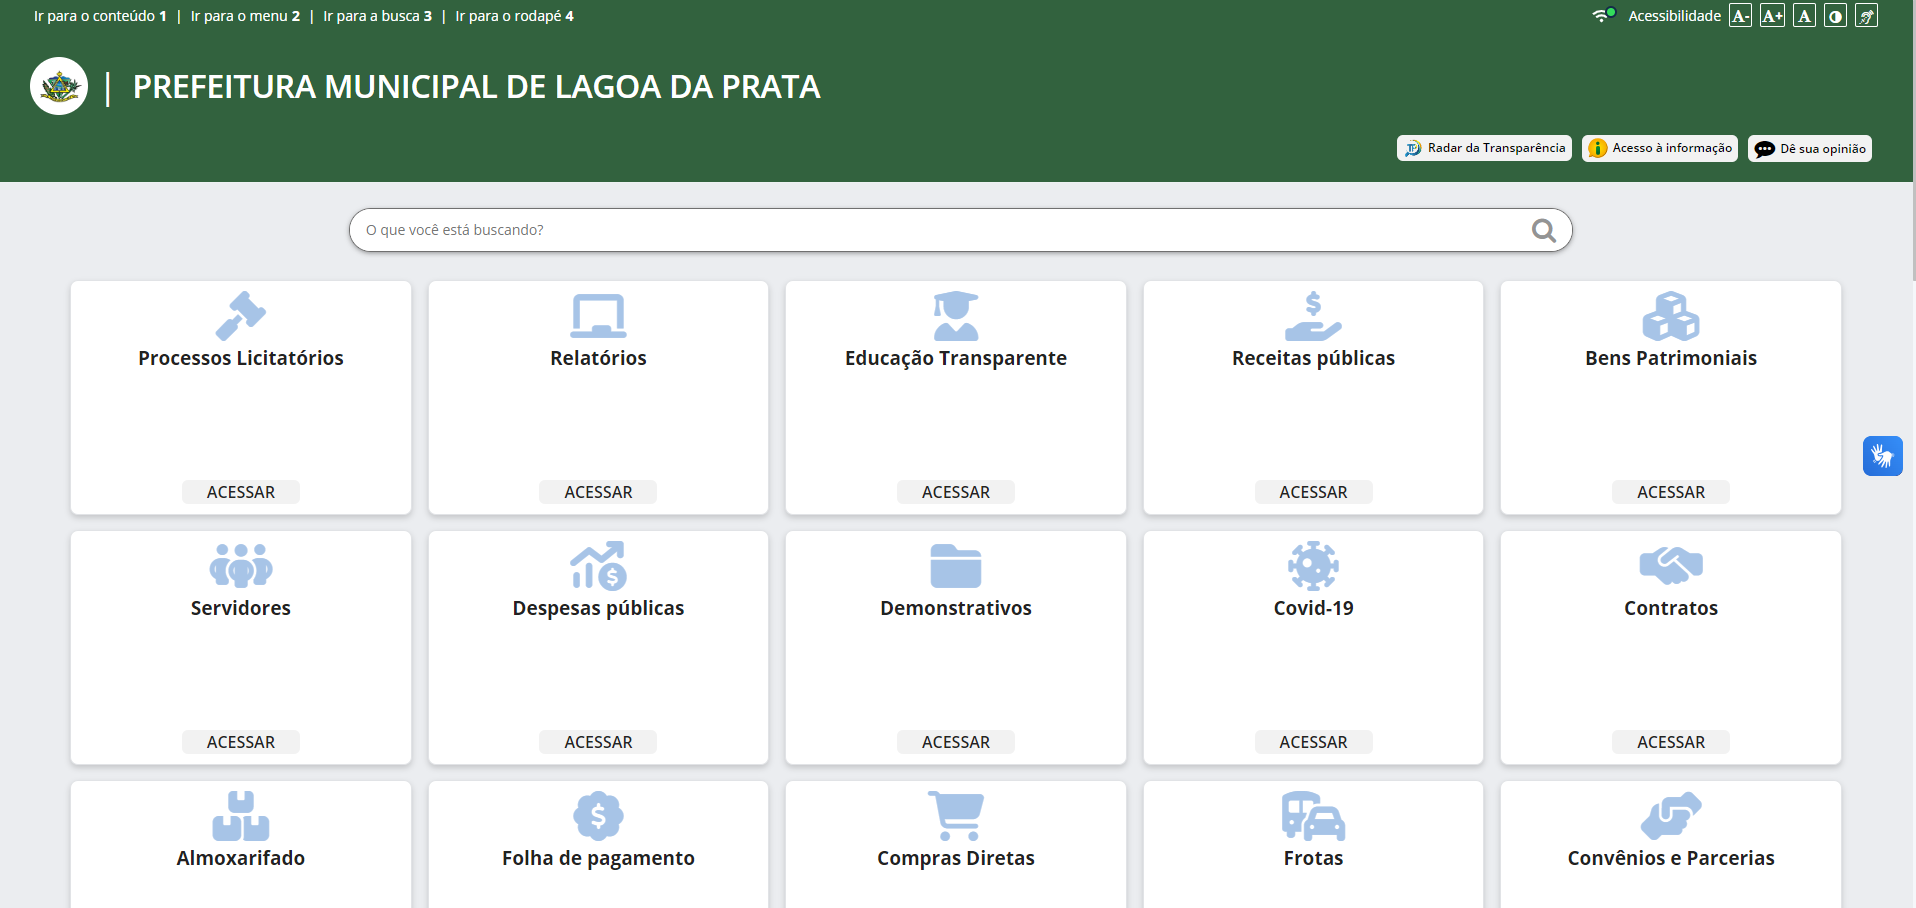 Ir para o conteúdo 1 | Ir para o menu 2 | Ir para a busca 3 | Ir para o rodapé 4
Acessibilidade A- A+ A
| PREFEITURA MUNICIPAL DE LAGOA DA PRATA
Radar da Transparência
Acesso à informação
Dê sua opinião
O que você está buscando?
Processos Licitatórios
ACESSAR
Relatórios
ACESSAR
Educação Transparente
ACESSAR
Receitas públicas
ACESSAR
Bens Patrimoniais
ACESSAR
Servidores
ACESSAR
Despesas públicas
ACESSAR
Demonstrativos
ACESSAR
Covid-19
ACESSAR
Contratos
ACESSAR
Almoxarifado
Folha de pagamento
Compras Diretas
Frotas
Convênios e Parcerias